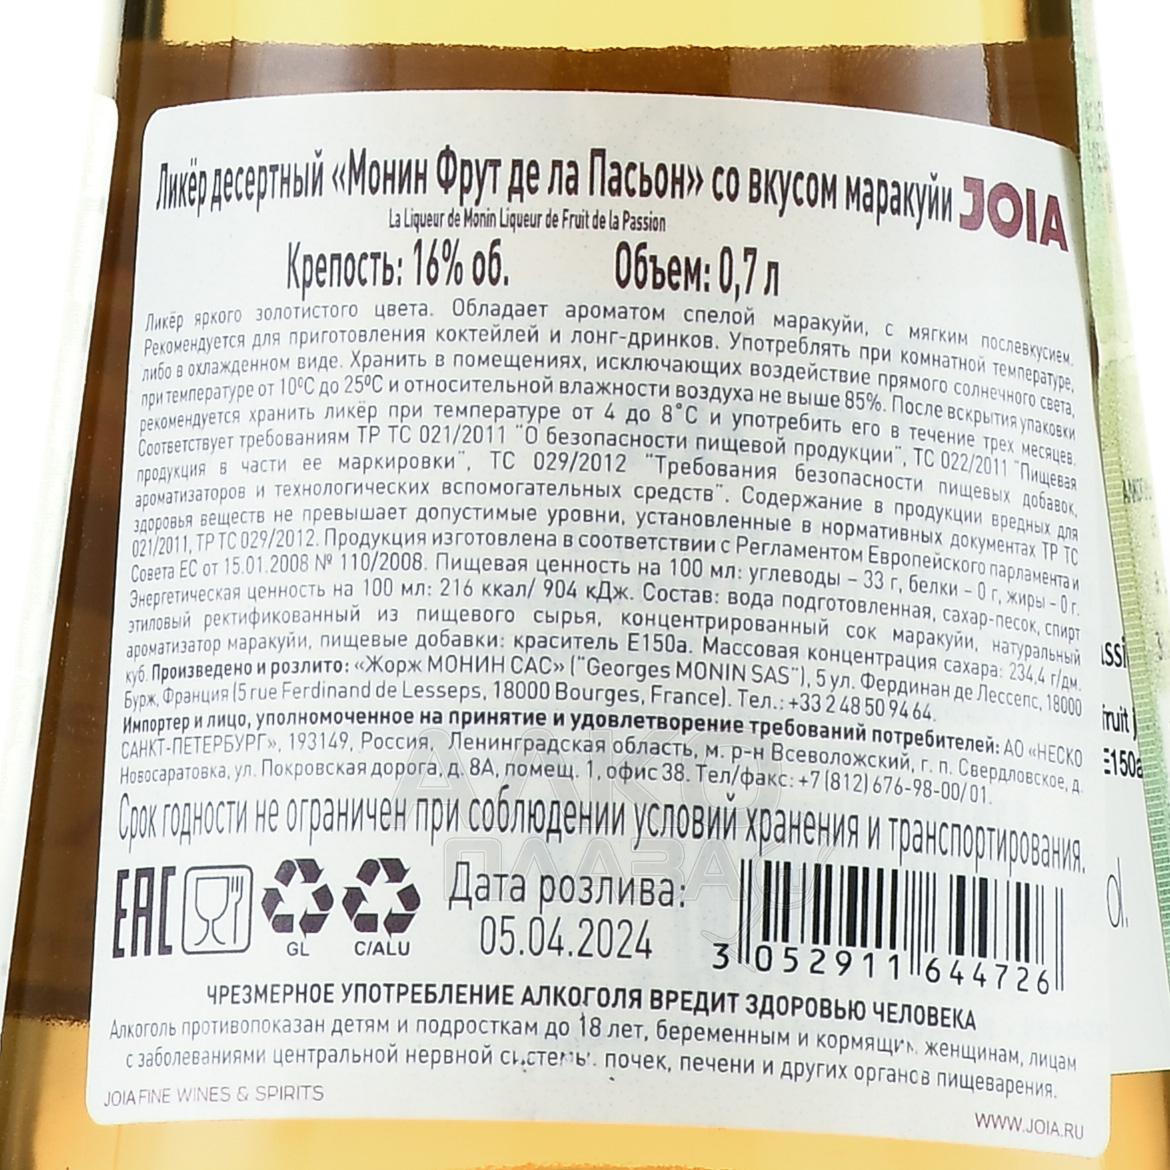 Ликёр десертный «Монин Фрут де ла Пасьон» со вкусом маракуйи JOIA
La Liqueur de Monin Liqueur de Fruit de la Passion
Крепость: 16% об. Объем: 0,7 л
Ликёр яркого золотистого цвета. Обладает ароматом спелой маракуйи, с мягким послевкусием.
Рекомендуется для приготовления коктейлей и лонг-дринков. Употреблять при комнатной температуре,
либо в охлажденном виде. Хранить в помещениях, исключающих воздействие прямого солнечного света,
при температуре от 10ºС до 25ºС и относительной влажности воздуха не выше 85%. После вскрытия упаковки
рекомендуется хранить ликёр при температуре от 4 до 8°С и употребить его в течение трех месяцев.
Соответствует требованиям ТР ТС 021/2011 "О безопасности пищевой продукции", ТС 022/2011 "Пищевая
продукция в части ее маркировки", ТС 029/2012 "Требования безопасности пищевых добавок,
ароматизаторов и технологических вспомогательных средств". Содержание в продукции вредных для
здоровья веществ не превышает допустимые уровни, установленные в нормативных документах ТР ТС
021/2011, ТР ТС 029/2012. Продукция изготовлена в соответствии с Регламентом Европейского парламента и
Совета ЕС от 15.01.2008 № 110/2008. Пищевая ценность на 100 мл: углеводы – 33 г, белки – 0 г, жиры – 0 г.
Энергетическая ценность на 100 мл: 216 ккал/ 904 кДж. Состав: вода подготовленная, сахар-песок, спирт
этиловый ректификованный из пищевого сырья, концентрированный сок маракуйи, натуральный
ароматизатор маракуйи, пищевые добавки: краситель Е150а. Массовая концентрация сахара: 234,4 г/дм.
куб. Произведено и розлито: «Жорж МОНИН САС» ("Georges MONIN SAS"), 5 ул. Фердинан де Лессепс, 18000
Бурж, Франция (5 rue Ferdinand de Lesseps, 18000 Bourges, France). Тел.: +33 2 48 50 94 64.
Импортер и лицо, уполномоченное на принятие и удовлетворение требований потребителей: АО «НЕСКО
САНКТ-ПЕТЕРБУРГ», 193149, Россия, Ленинградская область, м. р-н Всеволожский, г. п. Свердловское, д.
Новосаратовка, ул. Покровская дорога, д. 8А, помещ. 1, офис 38. Тел/факс: +7 (812) 676-98-00/01.
Срок годности не ограничен при соблюдении условий хранения и транспортирования.
EAC
GL C/ALU
Дата розлива:
05.04.2024
3 052911 644726
ЧРЕЗМЕРНОЕ УПОТРЕБЛЕНИЕ АЛКОГОЛЯ ВРЕДИТ ЗДОРОВЬЮ ЧЕЛОВЕКА
Алкоголь противопоказан детям и подросткам до 18 лет, беременным и кормящим женщинам, лицам
с заболеваниями центральной нервной системы, почек, печени и других органов пищеварения.
JOIA FINE WINES & SPIRITS
WWW.JOIA.RU
АЛКО
ПЛАЗА
fruit j
E150a